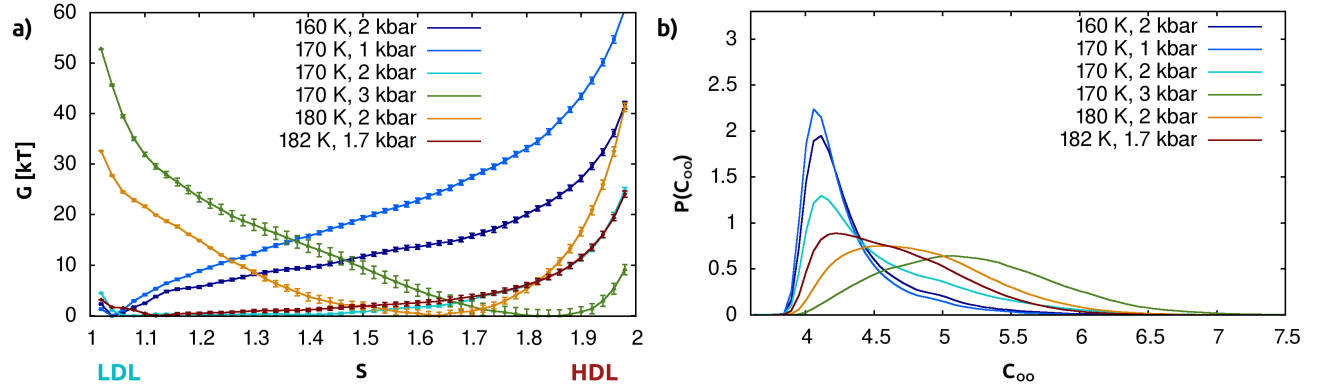 a)
G [kT]
60
50
40
30
20
10
0
160 K, 2 kbar
170 K, 1 kbar
170 K, 2 kbar
170 K, 3 kbar
180 K, 2 kbar
182 K, 1.7 kbar
1 1.1 1.2 1.3 1.4 1.5 1.6 1.7 1.8 1.9 2
LDL S HDL
b)
P(Coo)
3
2.5
2
1.5
1
0.5
0
160 K, 2 kbar
170 K, 1 kbar
170 K, 2 kbar
170 K, 3 kbar
180 K, 2 kbar
182 K, 1.7 kbar
4 4.5 5 5.5 6 6.5 7 7.5
Coo